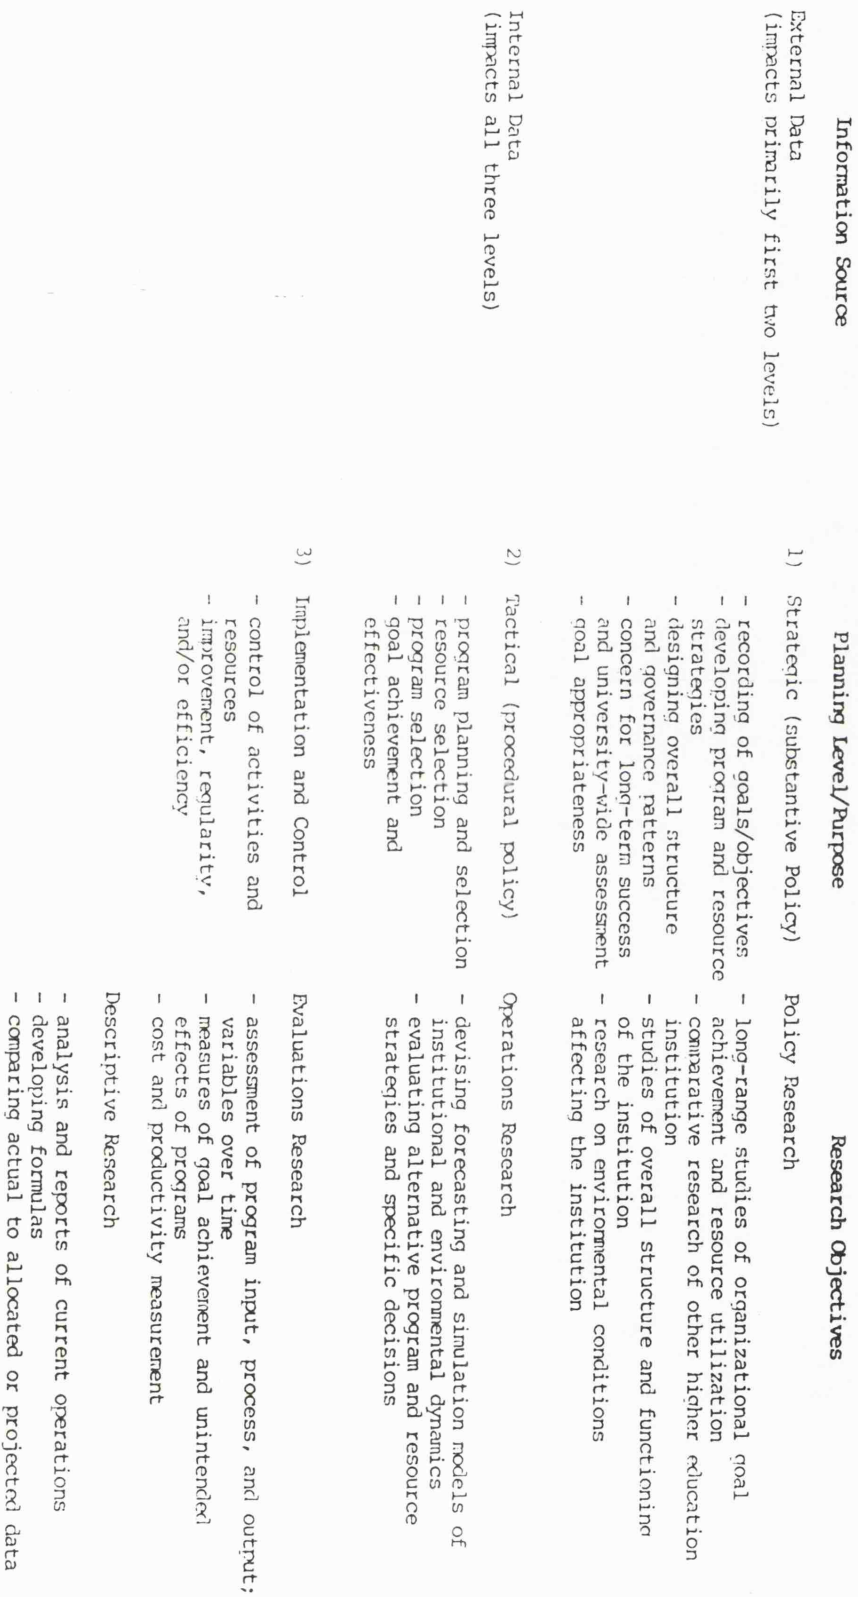 Information Source
Planning Level/Purpose
Research Objectives
External Data
(impacts primarily first two levels)
1) Strategic (substantive Policy)
- recording of goals/objectives
- developing program and resource
strategies
- designing overall structure
and governance patterns
- concern for long-term success
and university-wide assessment
- goal appropriateness
Policy Research
- long-range studies of organizational goal
achievement and resource utilization
- comparative research of other higher education
institution
- studies of overall structure and functioning
of the institution
- research on environmental conditions
affecting the institution
Internal Data
(impacts all three levels)
2) Tactical (procedural policy)
- program planning and selection
- resource selection
- program selection
- goal achievement and
effectiveness
Operations Research
- devising forecasting and simulation models of
institutional and environmental dynamics
- evaluating alternative program and resource
strategies and specific decisions
3) Implementation and Control
- control of activities and
resources
- improvement, regularity,
and/or efficiency
Evaluations Research
- assessment of program input, process, and output;
variables over time
- measures of goal achievement and unintended
effects of programs
- cost and productivity measurement
Descriptive Research
- analysis and reports of current operations
- developing formulas
- comparing actual to allocated or projected data